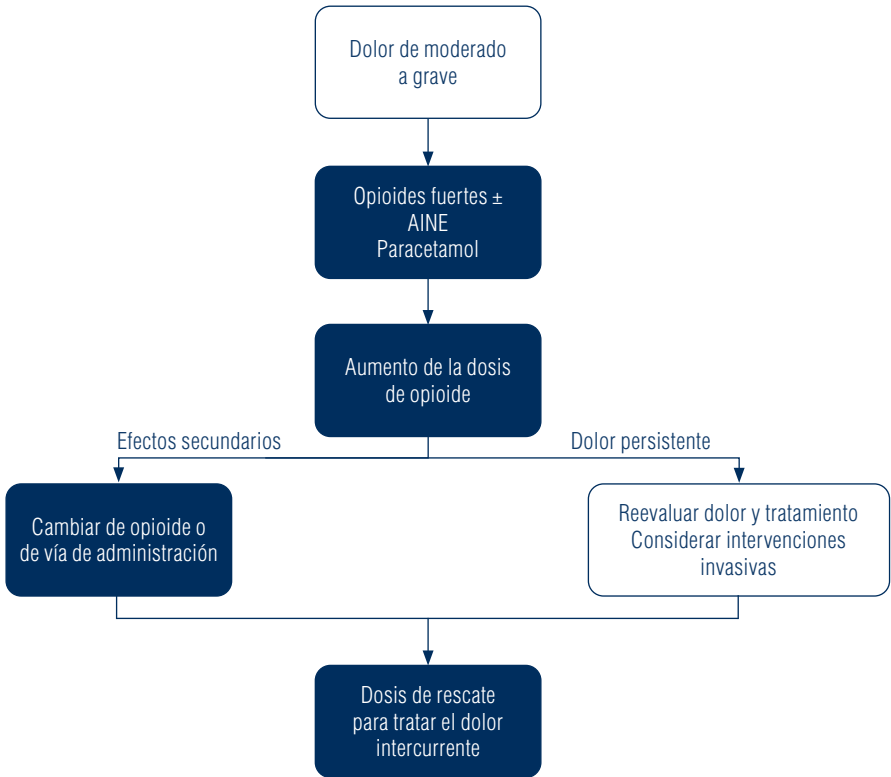 Dolor de moderado
a grave
Opioides fuertes ±
AINE
Paracetamol
Aumento de la dosis
de opioide
Efectos secundarios
Dolor persistente
Cambiar de opioide o
de vía de administración
Reevaluar dolor y tratamiento
Considerar intervenciones
invasivas
Dosis de rescate
para tratar el dolor
intercurrente